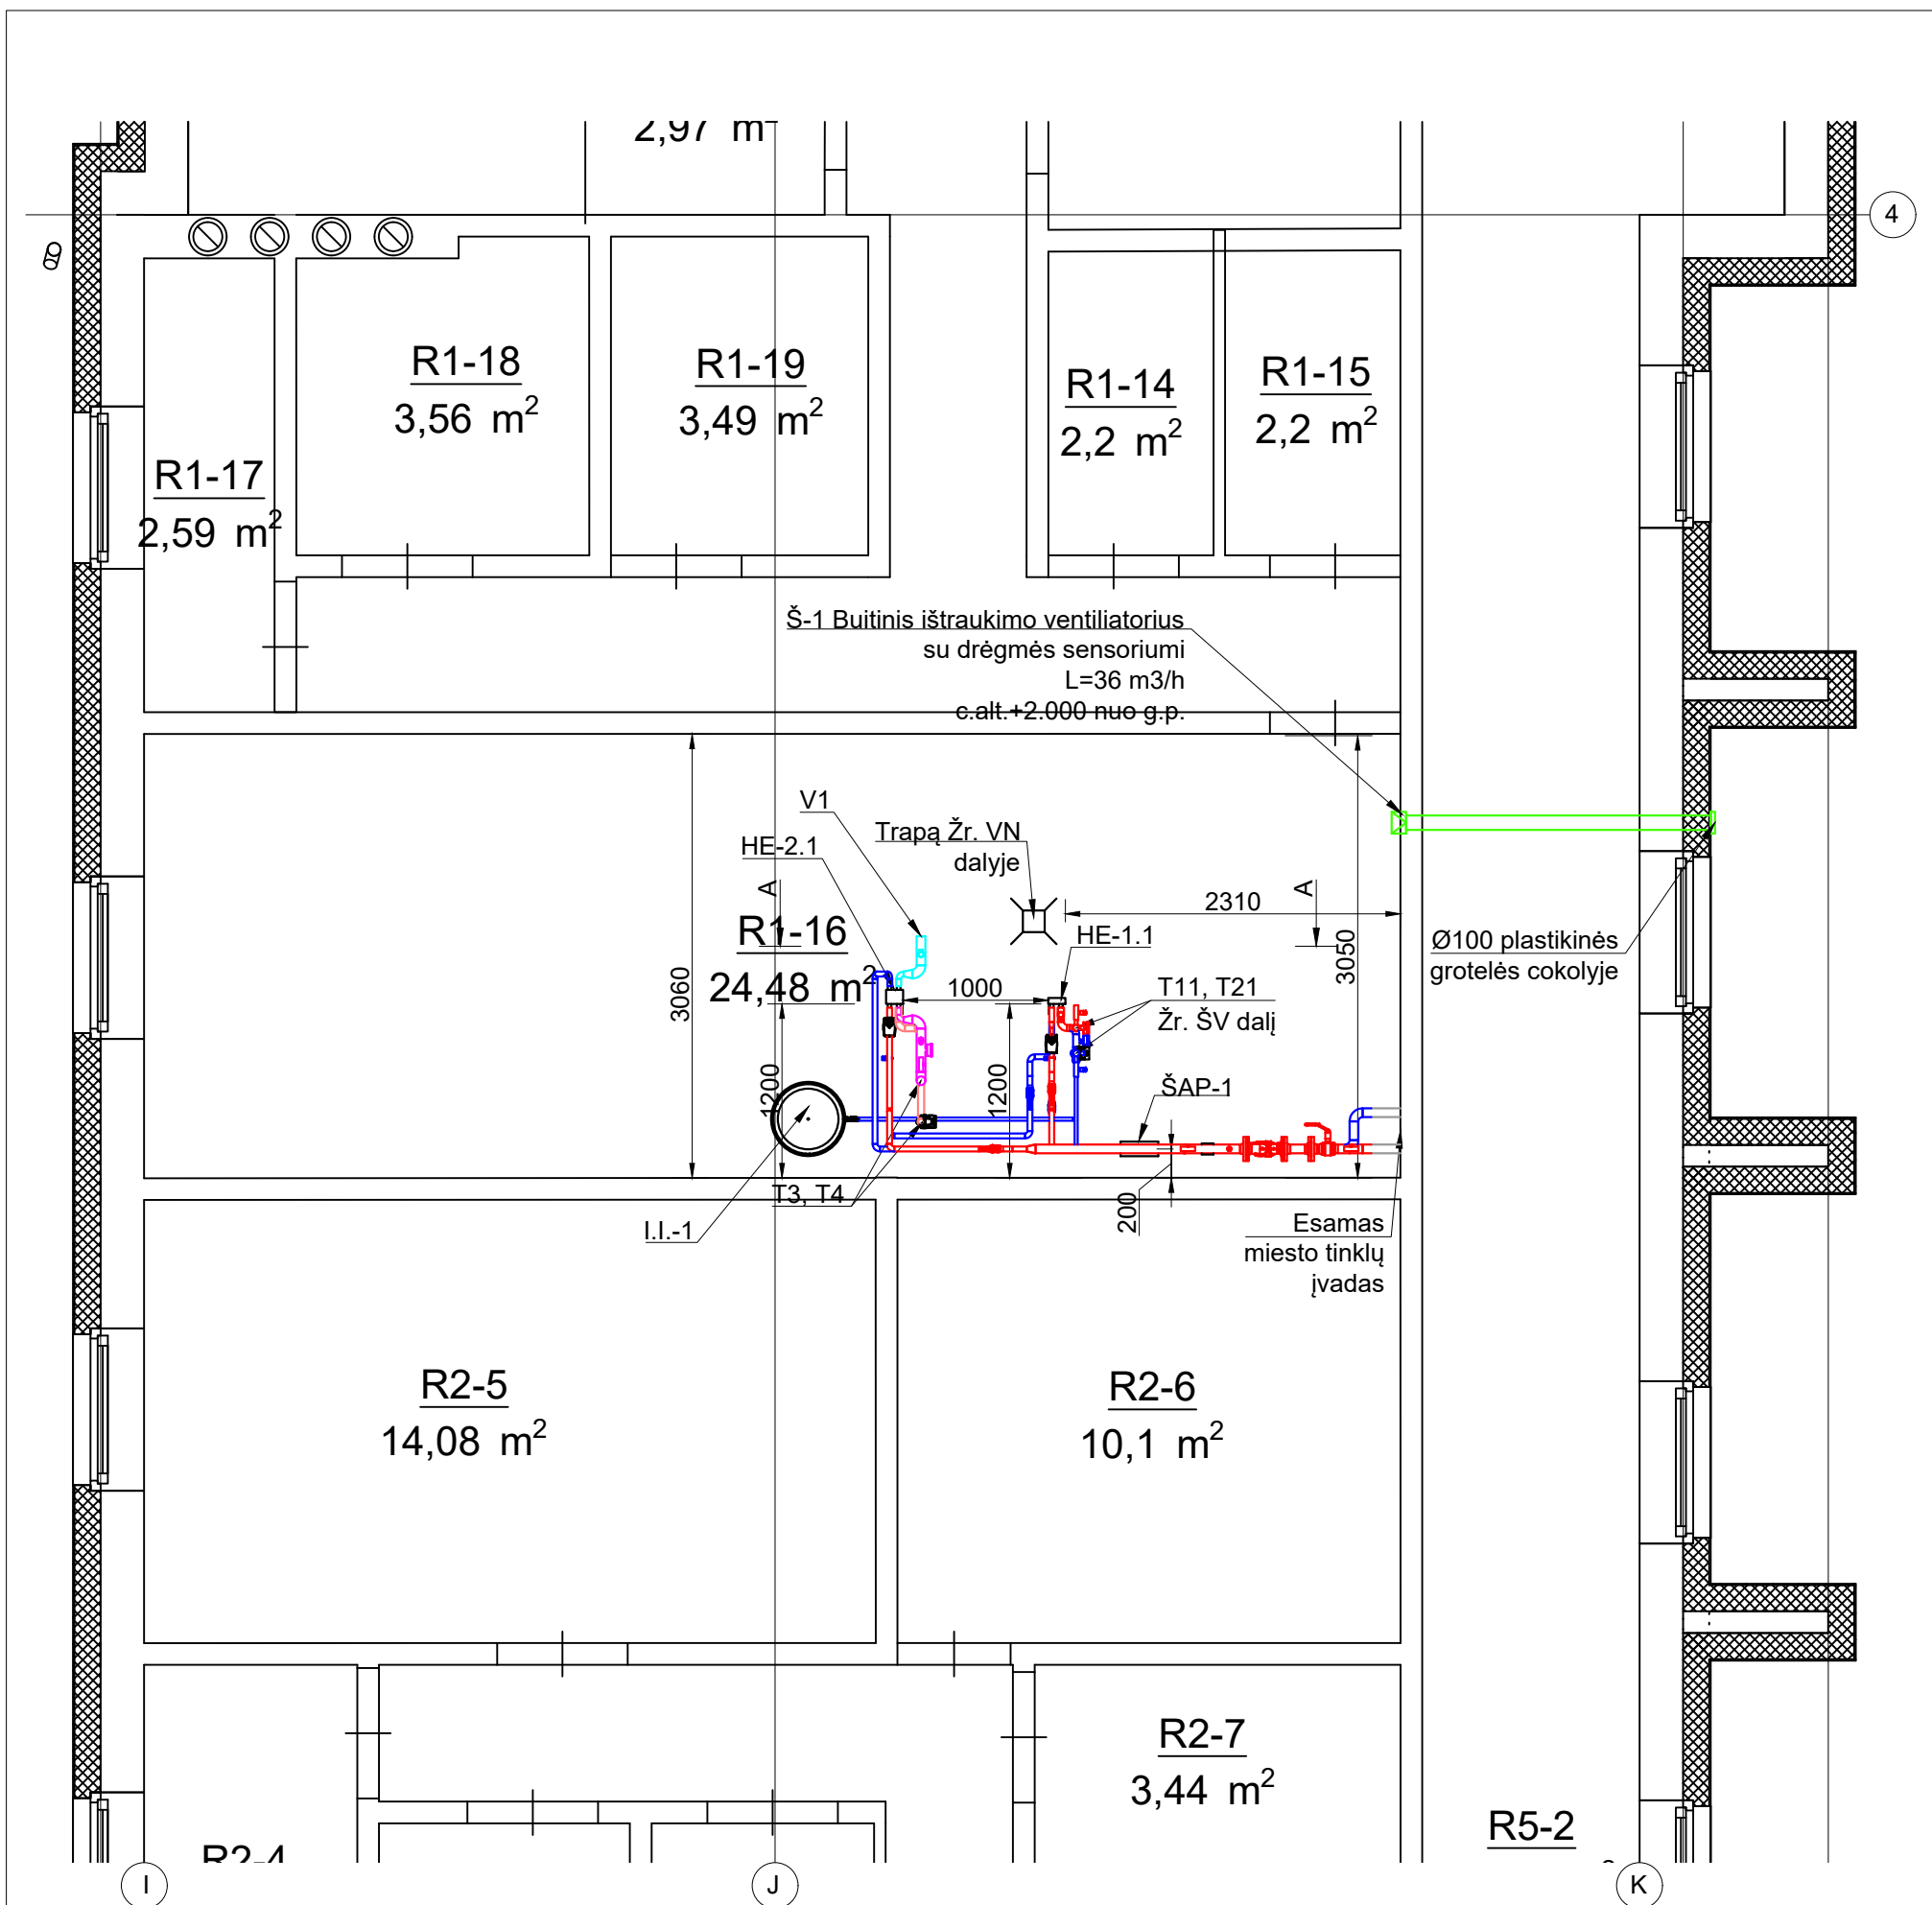 2,97 m²
4
R1-18
3,56 m²
R1-19
3,49 m²
R1-14
2,2 m²
R1-15
2,2 m²
R1-17
2,59 m²
Š-1 Buitinis ištraukimo ventiliatorius
su drėgmės sensoriumi
L=36 m3/h
c.alt.+2.000 nuo g.p.
V1
Trapą Žr. VN
dalyje
HE-2.1
A
A
2310
R1-16
24,48 m²
HE-1.1
Ø100 plastikinės
grotelės cokolyje
3060
3050
1000
T11, T21
Žr. ŠV dalį
1200
1200
ŠAP-1
T3, T4
200
I.I.-1
Esamas
miesto tinklų
įvadas
R2-5
14,08 m²
R2-6
10,1 m²
R2-7
3,44 m²
R5-2
R2-4
I
J
K